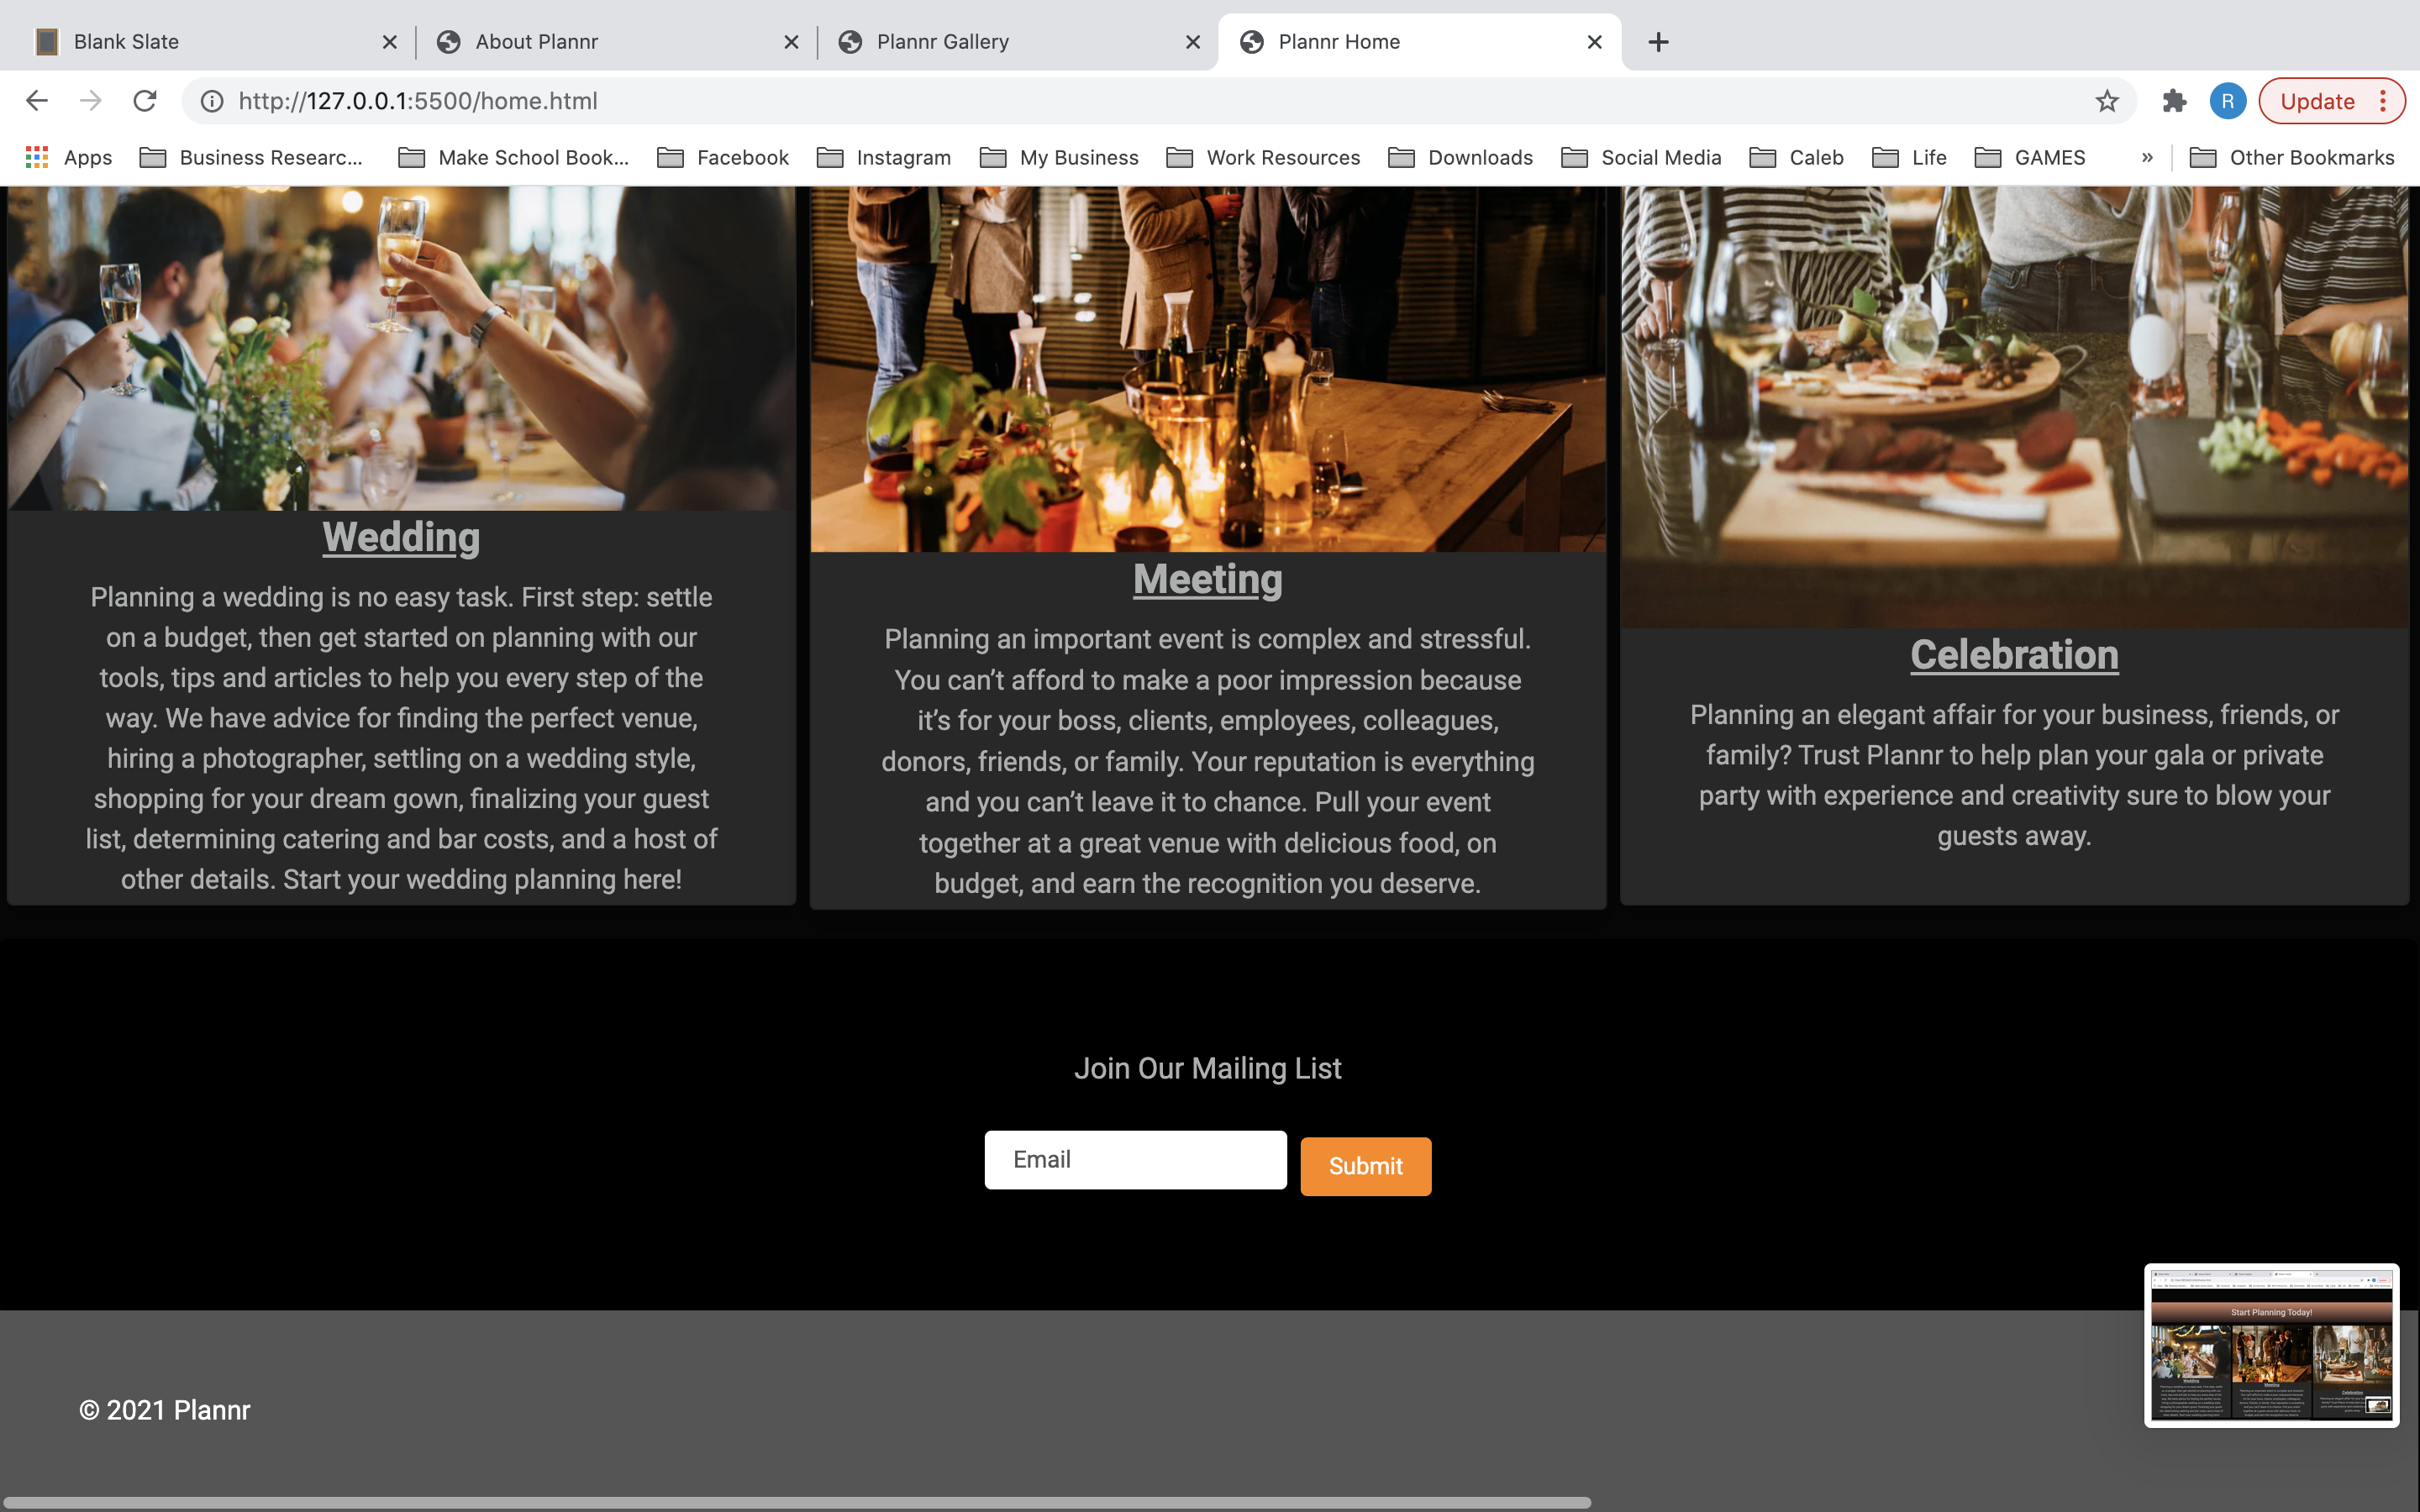 Blank Slate
About Plannr
Plannr Gallery
Plannr Home
http://127.0.0.1:5500/home.html
R
Update
Apps
Business Researc...
Make School Book...
Facebook
Instagram
My Business
Work Resources
Downloads
Social Media
Caleb
Life
GAMES
»
Other Bookmarks
Wedding
Planning a wedding is no easy task. First step: settle
on a budget, then get started on planning with our
tools, tips and articles to help you every step of the
way. We have advice for finding the perfect venue,
hiring a photographer, settling on a wedding style,
shopping for your dream gown, finalizing your guest
list, determining catering and bar costs, and a host of
other details. Start your wedding planning here!
Meeting
Planning an important event is complex and stressful.
You can’t afford to make a poor impression because
it’s for your boss, clients, employees, colleagues,
donors, friends, or family. Your reputation is everything
and you can’t leave it to chance. Pull your event
together at a great venue with delicious food, on
budget, and earn the recognition you deserve.
Celebration
Planning an elegant affair for your business, friends, or
family? Trust Plannr to help plan your gala or private
party with experience and creativity sure to blow your
guests away.
Join Our Mailing List
Email
Submit
Start Planning Today!
© 2021 Plannr